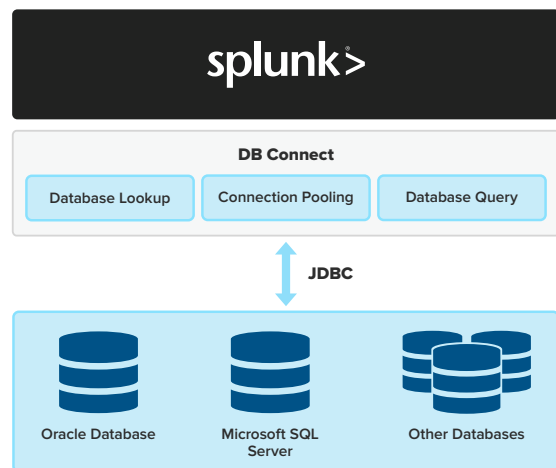 splunk®>
DB Connect
Database Lookup
Connection Pooling
Database Query
JDBC
Oracle Database
Microsoft SQL
Server
Other Databases